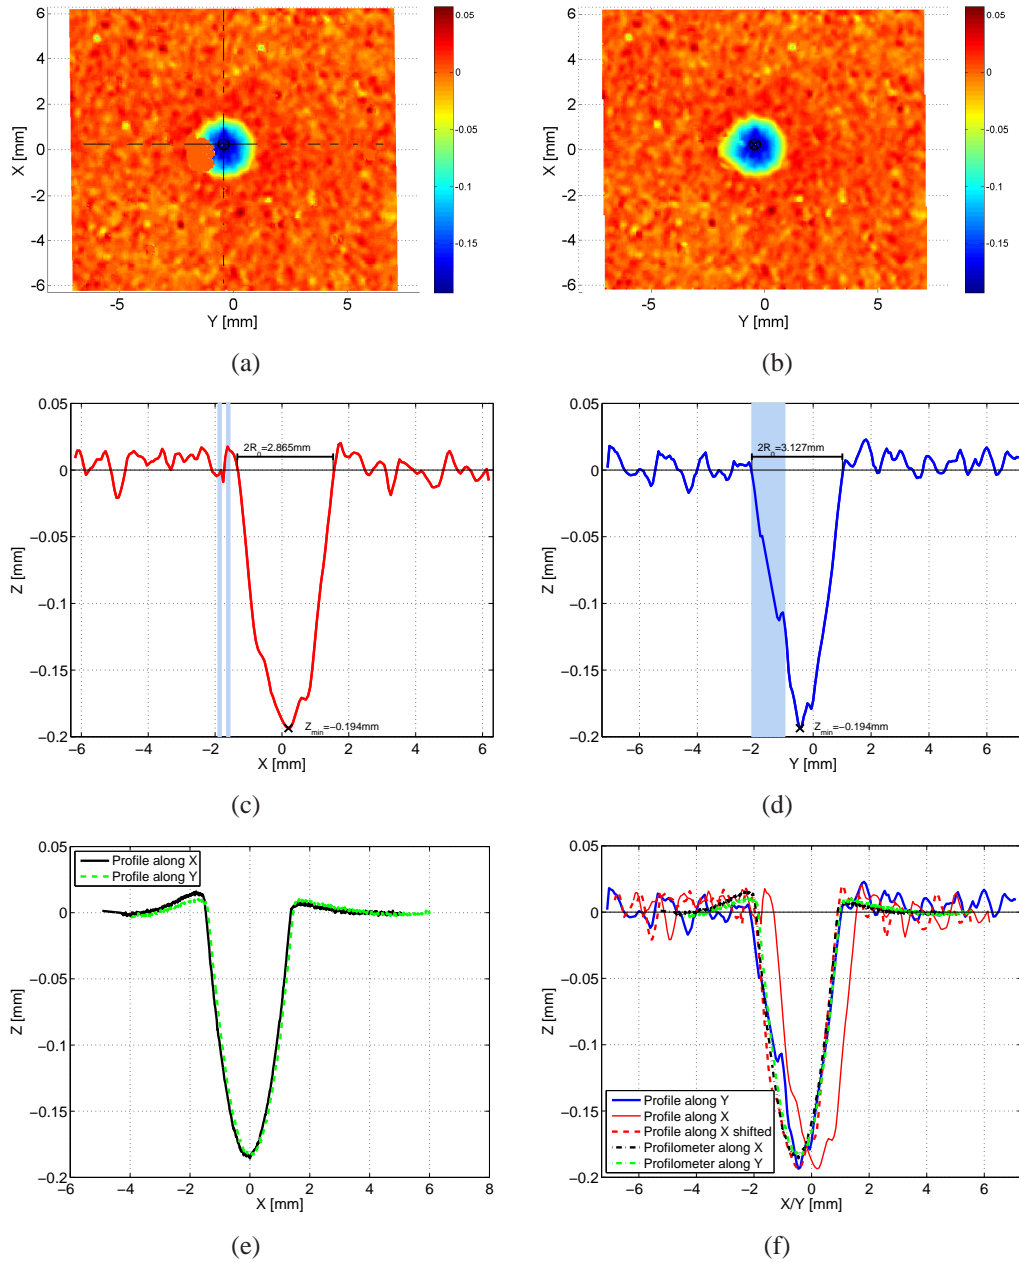 6
4
2
0
-2
-4
-6
X [mm]
-5
0
5
Y [mm]
0.05
0
-0.05
-0.1
-0.15
(a)
6
4
2
0
-2
-4
-6
X [mm]
-5
0
5
Y [mm]
0.05
0
-0.05
-0.1
-0.15
(b)
0.05
0
−0.05
−0.1
−0.15
−0.2
Z [mm]
2R0=2.865mm
Zmin=−0.194mm
−6 −4 −2 0 2 4 6
X [mm]
(c)
0.05
0
−0.05
−0.1
−0.15
−0.2
Z [mm]
2R0=3.127mm
Zmin=−0.194mm
−6 −4 −2 0 2 4 6
Y [mm]
(d)
0.05
0
−0.05
−0.1
−0.15
−0.2
Z [mm]
Profile along X
Profile along Y
−6 −4 −2 0 2 4 6 8
X [mm]
(e)
0.05
0
−0.05
−0.1
−0.15
−0.2
Z [mm]
Profile along Y
Profile along X
Profile along X shifted
Profilometer along X
Profilometer along Y
−6 −4 −2 0 2 4 6
X/Y [mm]
(f)